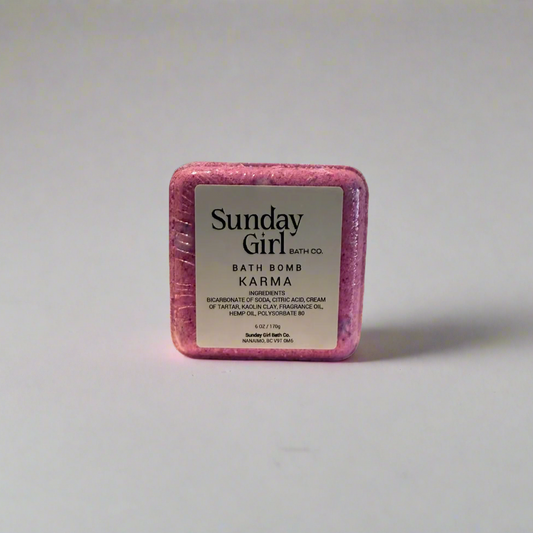 Sunday
Girl BATH CO.
BATH BOMB
KARMA
INGREDIENTS
BICARBONATE OF SODA, CITRIC ACID, CREAM
OF TARTAR, KAOLIN CLAY, FRAGRANCE OIL,
HEMP OIL, POLYSORBATE 80
6 OZ / 170g
Sunday Girl Bath Co.
NANAIMO, BC V9T 0M6